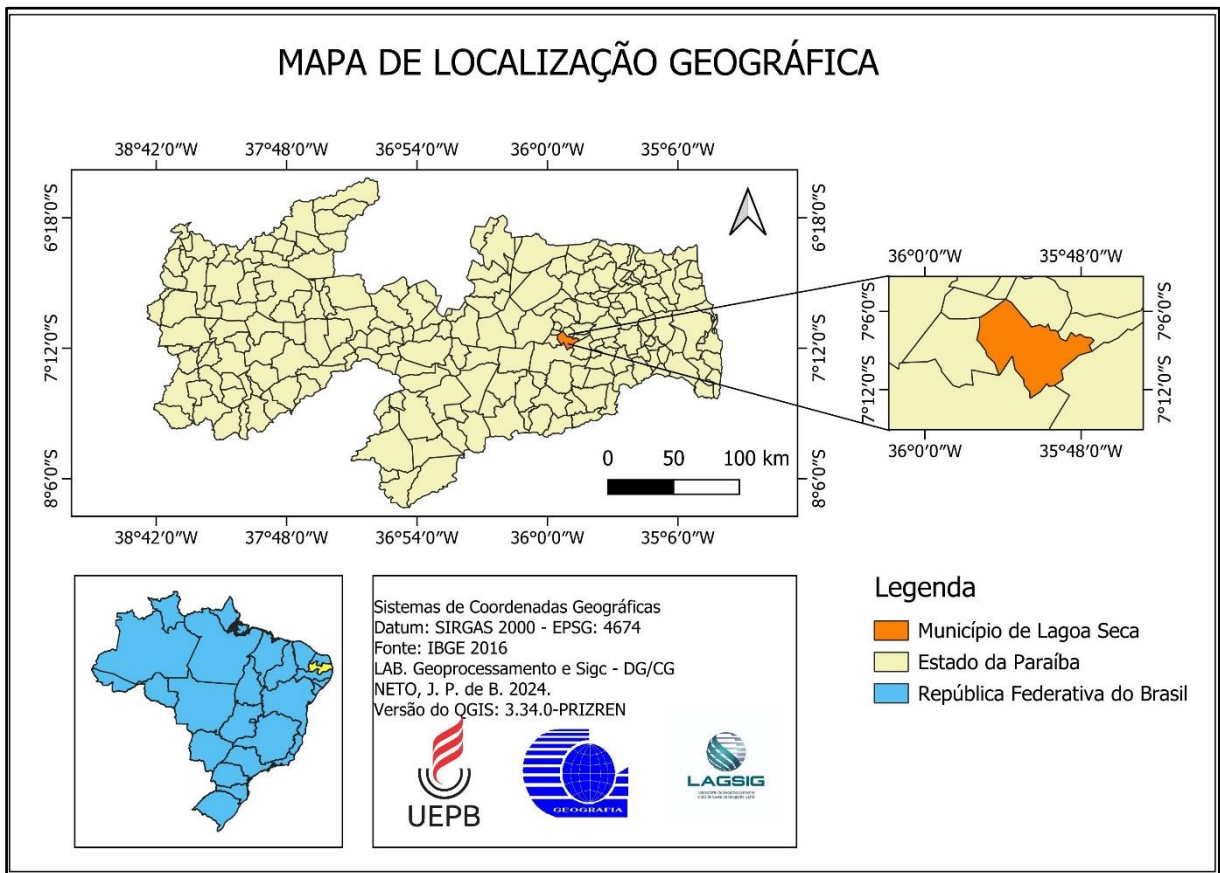 MAPA DE LOCALIZAÇÃO GEOGRÁFICA
38°42'0"W 37°48'0"W 36°54'0"W 36°0'0"W 35°6'0"W
6°18'0"S
7°12'0"S
8°6'0"S
6°18'0"S
7°12'0"S
8°6'0"S
0 50 100 km
38°42'0"W 37°48'0"W 36°54'0"W 36°0'0"W 35°6'0"W
36°0'0"W 35°48'0"W
7°6'0"S
7°12'0"S
7°6'0"S
7°12'0"S
36°0'0"W 35°48'0"W
Sistemas de Coordenadas Geográficas
Datum: SIRGAS 2000 - EPSG: 4674
Fonte: IBGE 2016
LAB. Geoprocessamento e Sigc - DG/CG
NETO, J. P. de B. 2024.
Versão do QGIS: 3.34.0-PRIZREN
UEPB
GEOGRAFIA
LAGSIG
Legenda
Município de Lagoa Seca
Estado da Paraíba
República Federativa do Brasil